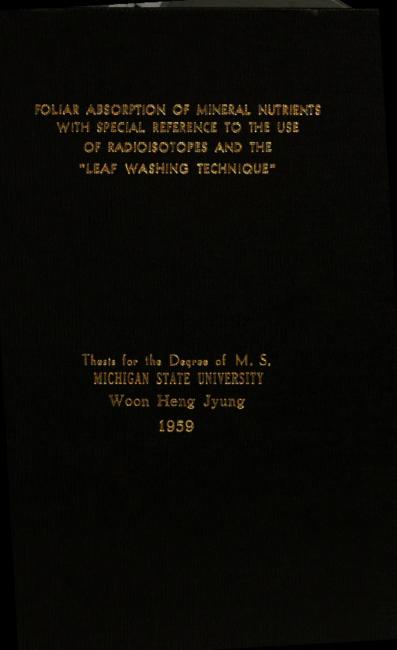 FOLIAR ABSORPTION OF MINERAL NUTRIENTS
WITH SPECIAL REFERENCE TO THE USE
OF RADIOISOTOPES AND THE
"LEAF WASHING TECHNIQUE"
Thesis for the Degree of M. S.
MICHIGAN STATE UNIVERSITY
Woon Heng Jyung
1959